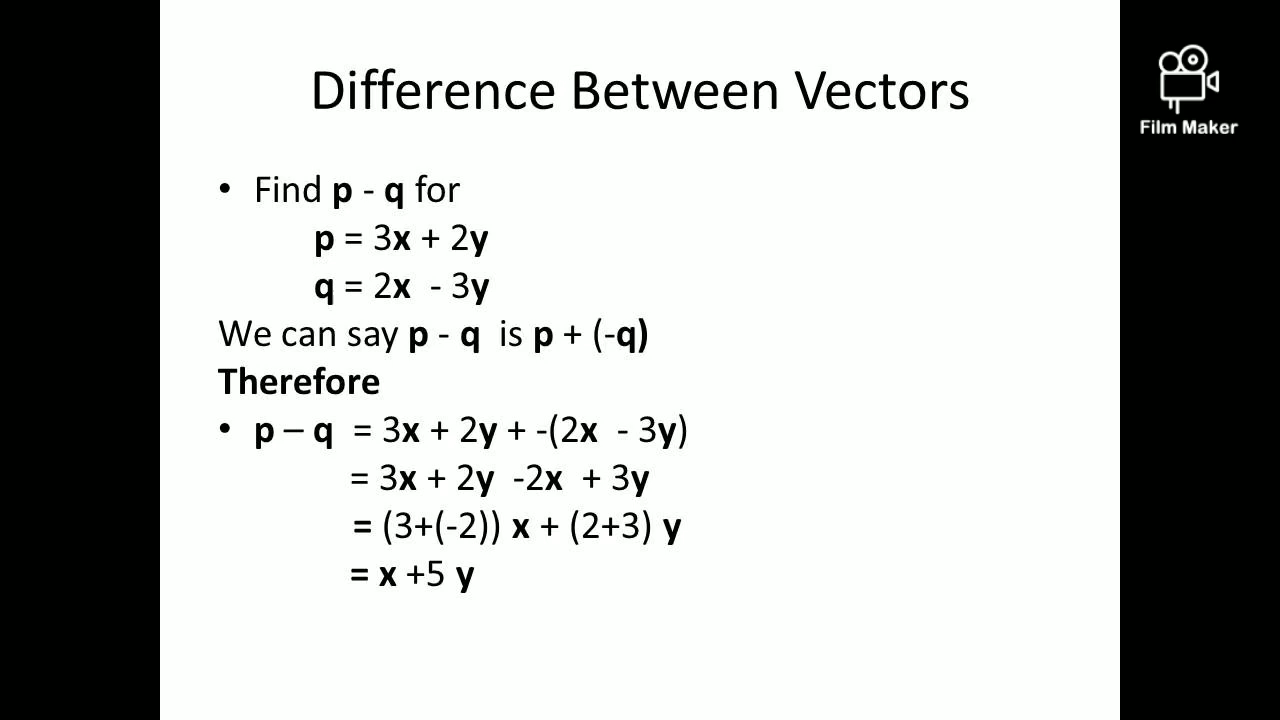 Difference Between Vectors
Film Maker
• Find p - q for
p = 3x + 2y
q = 2x - 3y
We can say p - q is p + (-q)
Therefore
• p – q = 3x + 2y + -(2x - 3y)
= 3x + 2y -2x + 3y
= (3+(-2)) x + (2+3) y
= x +5 y